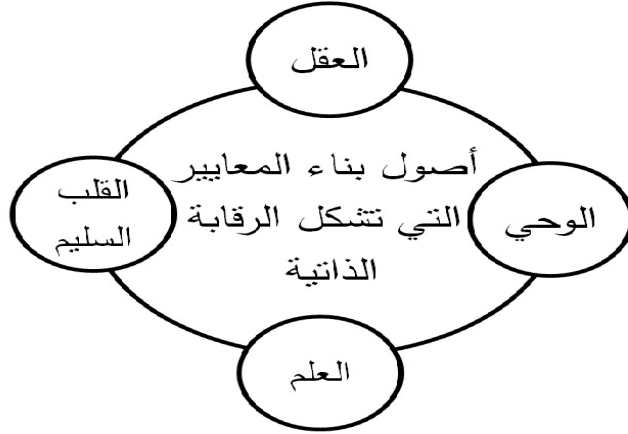 العقل
أصول بناء المعايير
التي تشكل الرقابة
الذاتية
الوحي
القلب
السليم
العلم